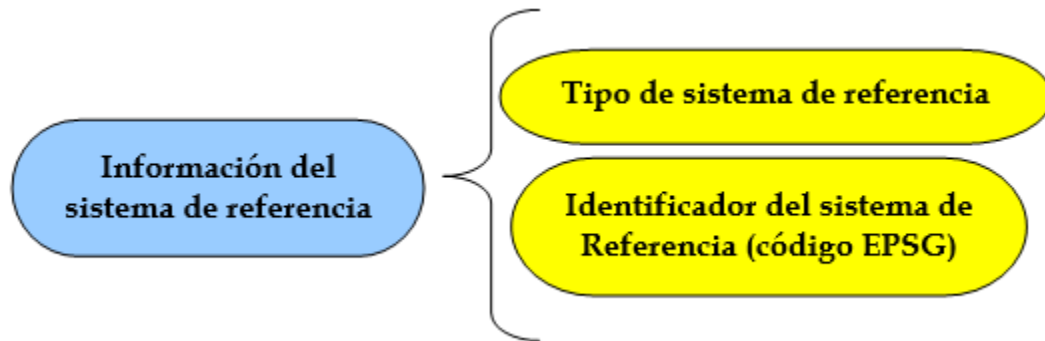 Información del
sistema de referencia
Tipo de sistema de referencia
Identificador del sistema de
Referencia (código EPSG)